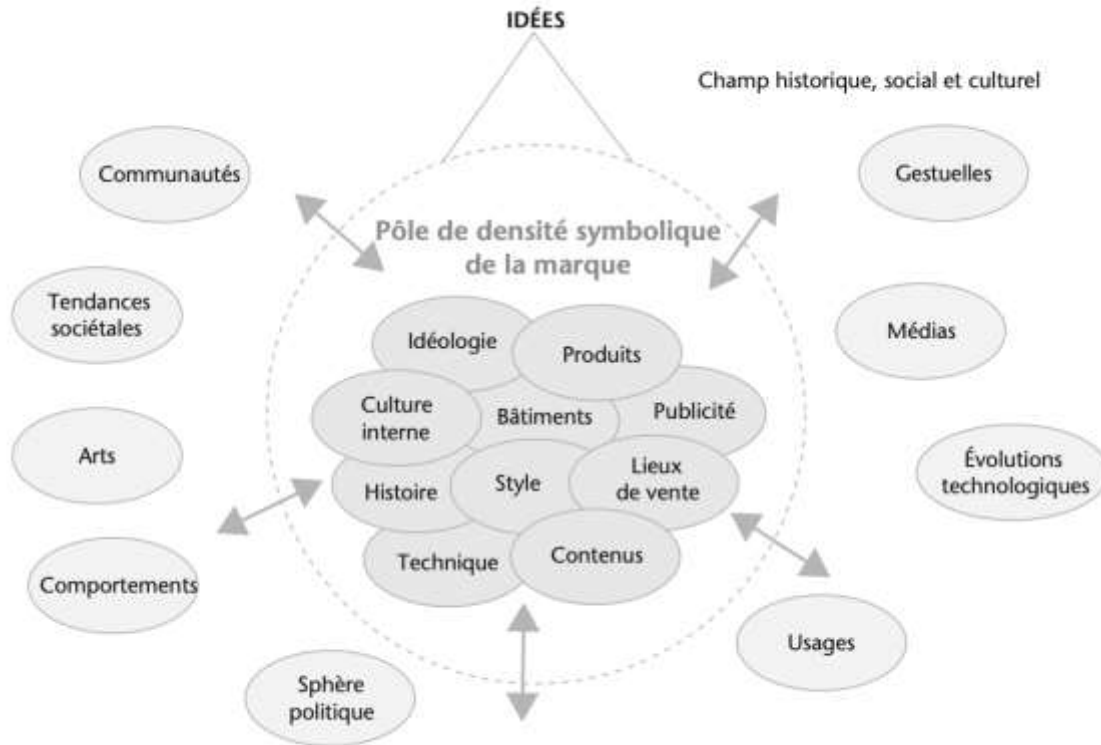 IDÉES
Champ historique, social et culturel
Communautés
Gestuelles
Pôle de densité symbolique
de la marque
Tendances
sociétales
Médias
Idéologie
Produits
Culture
interne
Bâtiments
Publicité
Arts
Évolutions
technologiques
Histoire
Style
Lieux
de vente
Technique
Contenus
Comportements
Usages
Sphère
politique